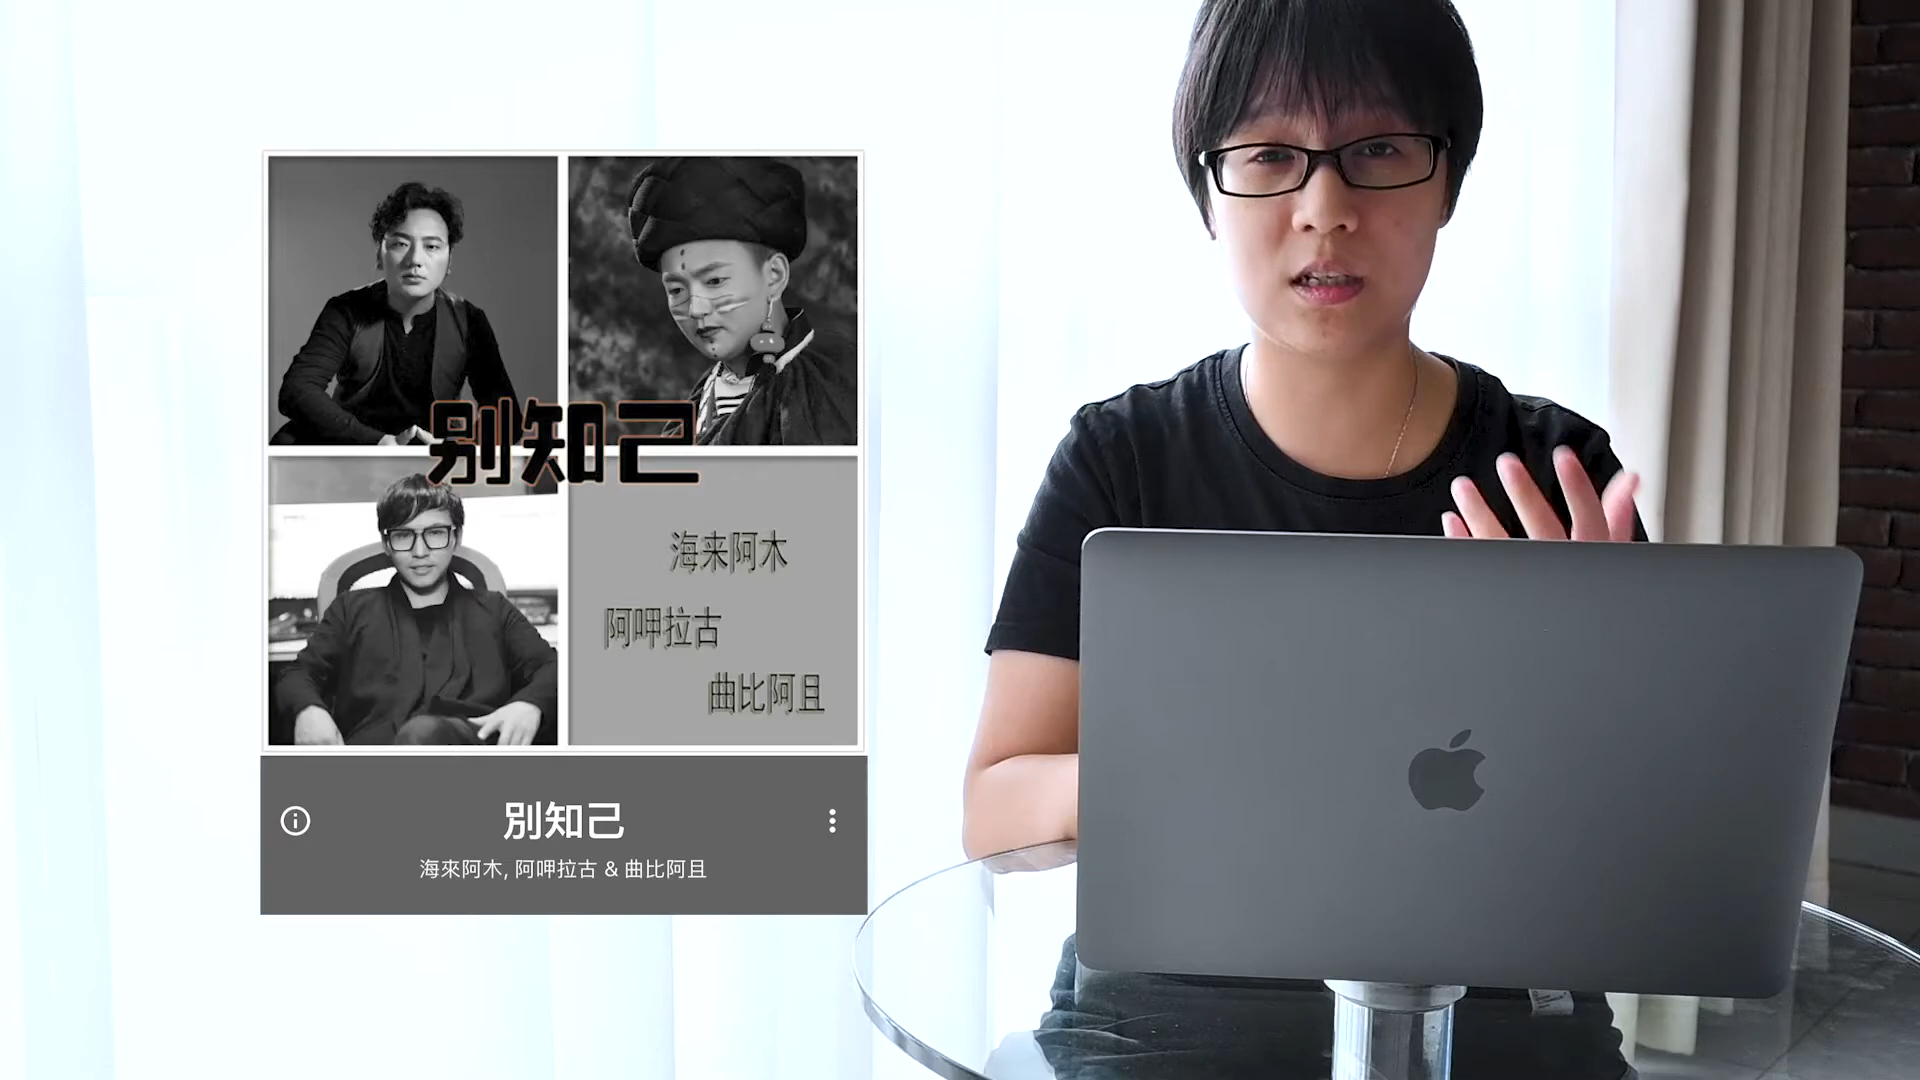 别知己
海来阿木
阿呷拉古
曲比阿且
別知己
海來阿木, 阿呷拉古 & 曲比阿且